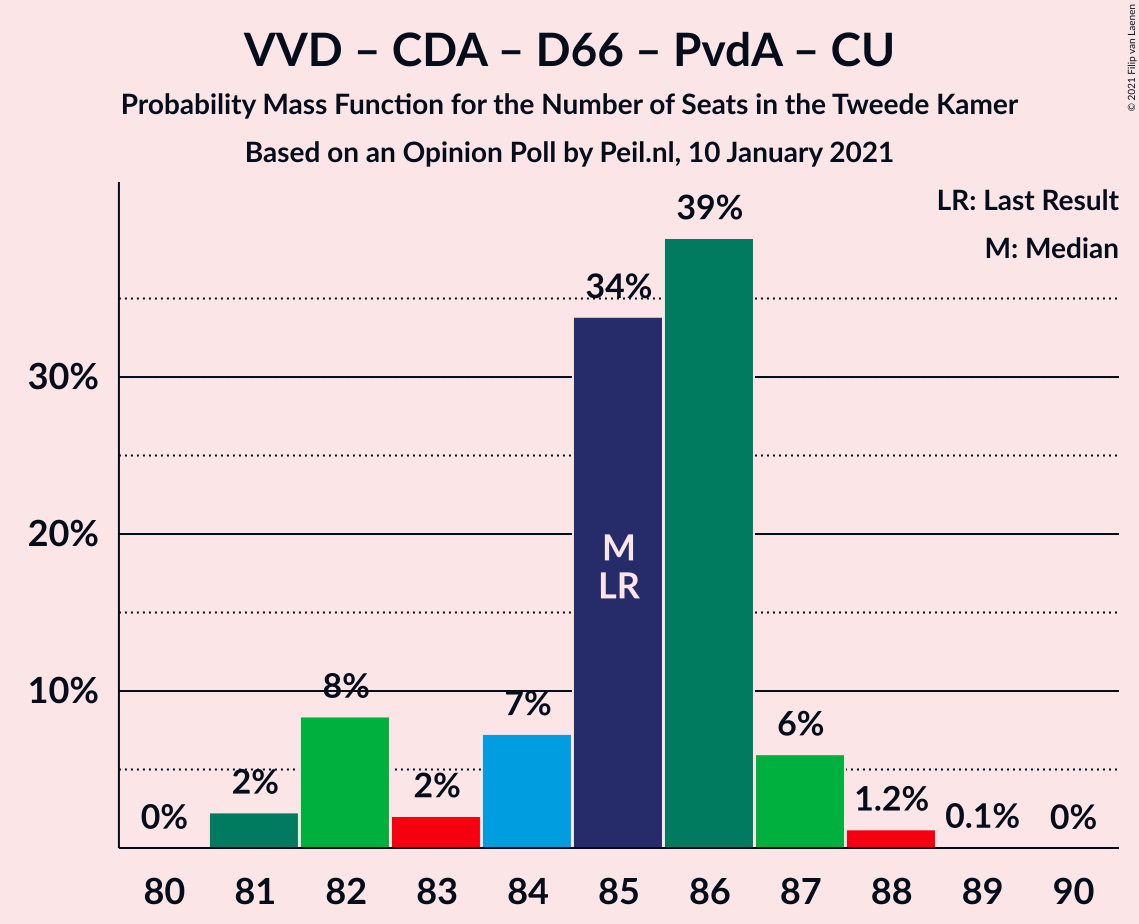 VVD – CDA – D66 – PvdA – CU
Probability Mass Function for the Number of Seats in the Tweede Kamer
Based on an Opinion Poll by Peil.nl, 10 January 2021
© 2021 Filip van Laenen
LR: Last Result
M: Median
39%
34%
30%
20%
M
LR
10%
8%
7%
6%
2%
2%
1.2%
0%
0.1%
0%
80 81 82 83 84 85 86 87 88 89 90